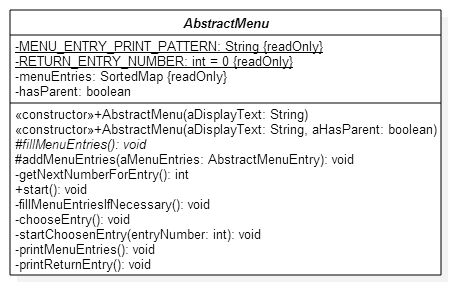 AbstractMenu
-MENU_ENTRY_PRINT_PATTERN: String {readOnly}
-RETURN_ENTRY_NUMBER: int = 0 {readOnly}
-menuEntries: SortedMap {readOnly}
-hasParent: boolean
«constructor»+AbstractMenu(aDisplayText: String)
«constructor»+AbstractMenu(aDisplayText: String, aHasParent: boolean)
#fillMenuEntries(): void
#addMenuEntries(aMenuEntries: AbstractMenuEntry): void
-getNextNumberForEntry(): int
+start(): void
-fillMenuEntriesIfNecessary(): void
-chooseEntry(): void
-startChoosenEntry(entryNumber: int): void
-printMenuEntries(): void
-printReturnEntry(): void